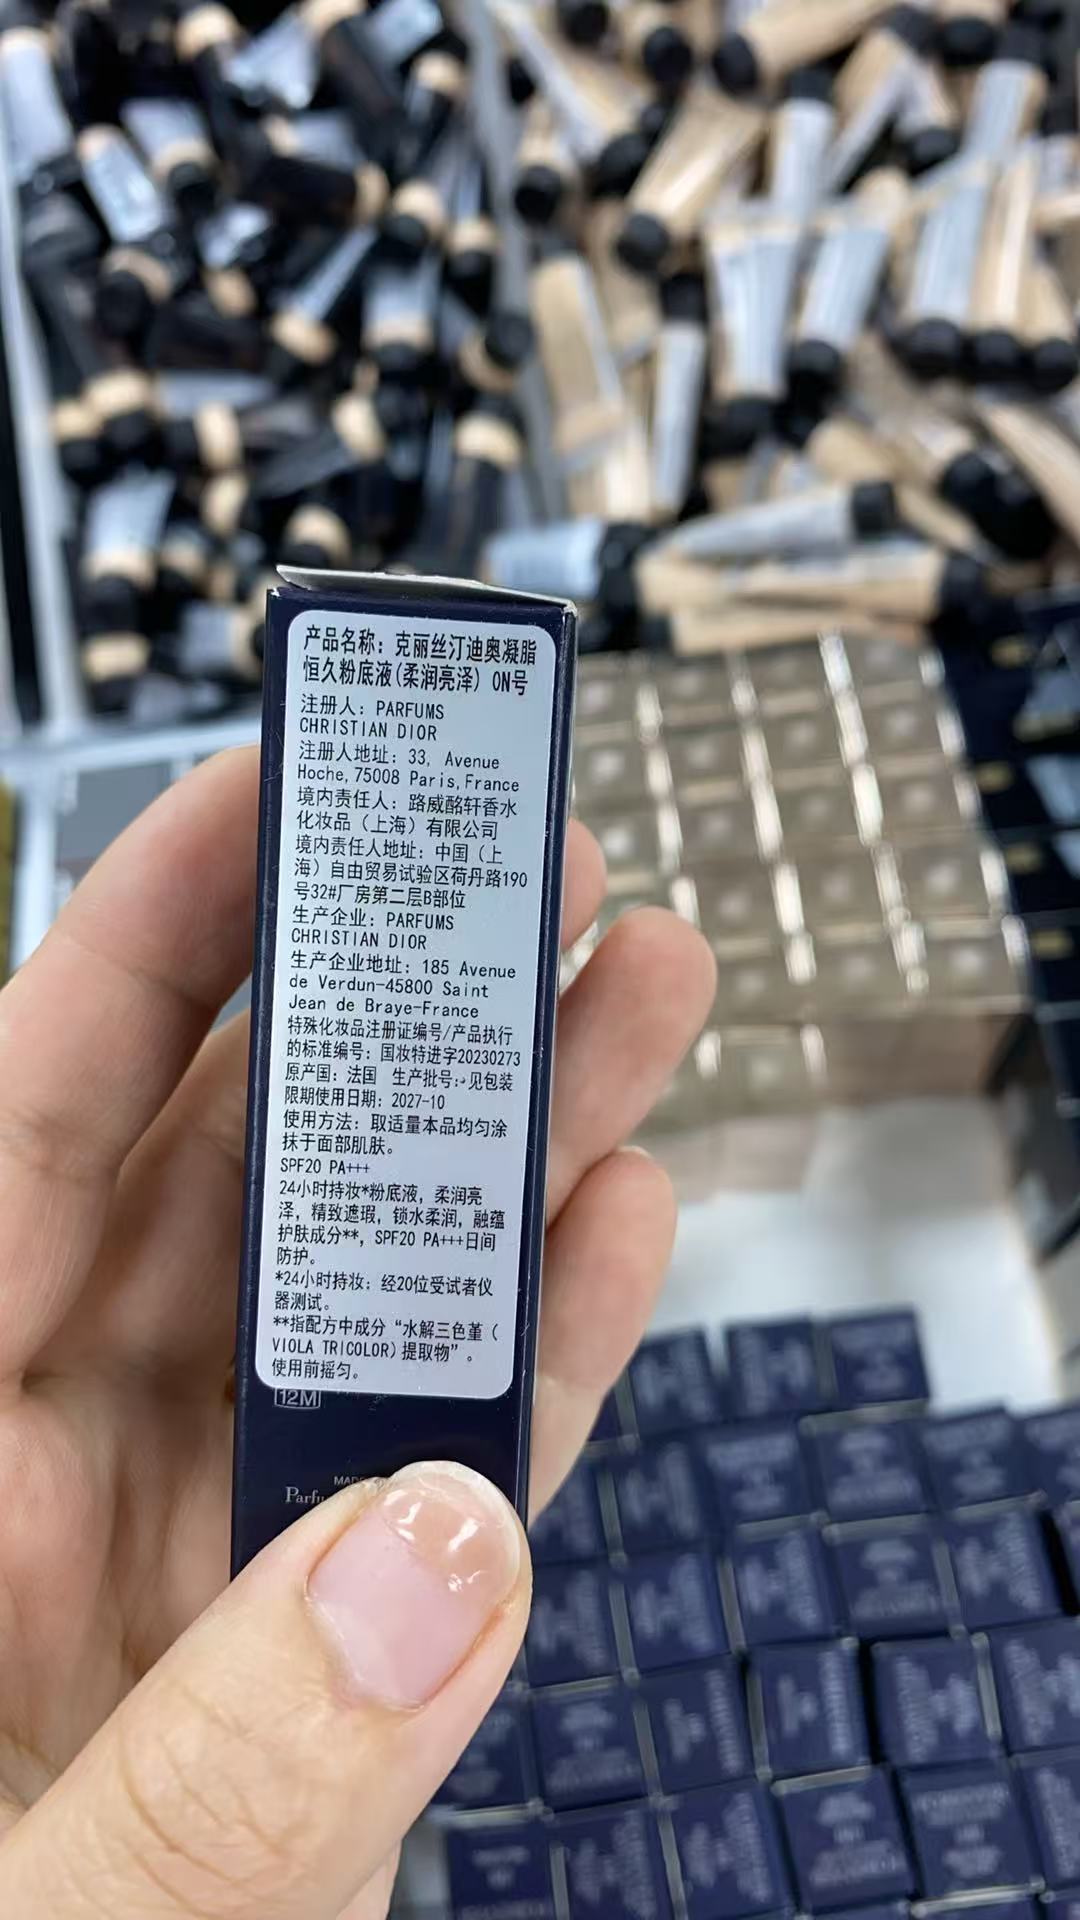 产品名称：克丽丝汀迪奥凝脂
恒久粉底液(柔润亮泽) 0N号
注册人：PARFUMS
CHRISTIAN DIOR
注册人地址：33, Avenue
Hoche,75008 Paris,France
境内责任人：路威酩轩香水
化妆品（上海）有限公司
境内责任人地址：中国（上
海）自由贸易试验区荷丹路190
号32#厂房第二层B部位
生产企业：PARFUMS
CHRISTIAN DIOR
生产企业地址：185 Avenue
de Verdun-45800 Saint
Jean de Braye-France
特殊化妆品注册证编号/产品执行
的标准编号：国妆特进字20230273
原产国：法国 生产批号：见包装
限期使用日期：2027-10
使用方法：取适量本品均匀涂
抹于面部肌肤。
SPF20 PA+++
24小时持妆*粉底液，柔润亮
泽，精致遮瑕，锁水柔润，融蕴
护肤成分**，SPF20 PA+++日间
防护。
*24小时持妆：经20位受试者仪
器测试。
**指配方中成分“水解三色堇（
VIOLA TRICOLOR)提取物”。
使用前摇匀。
12M